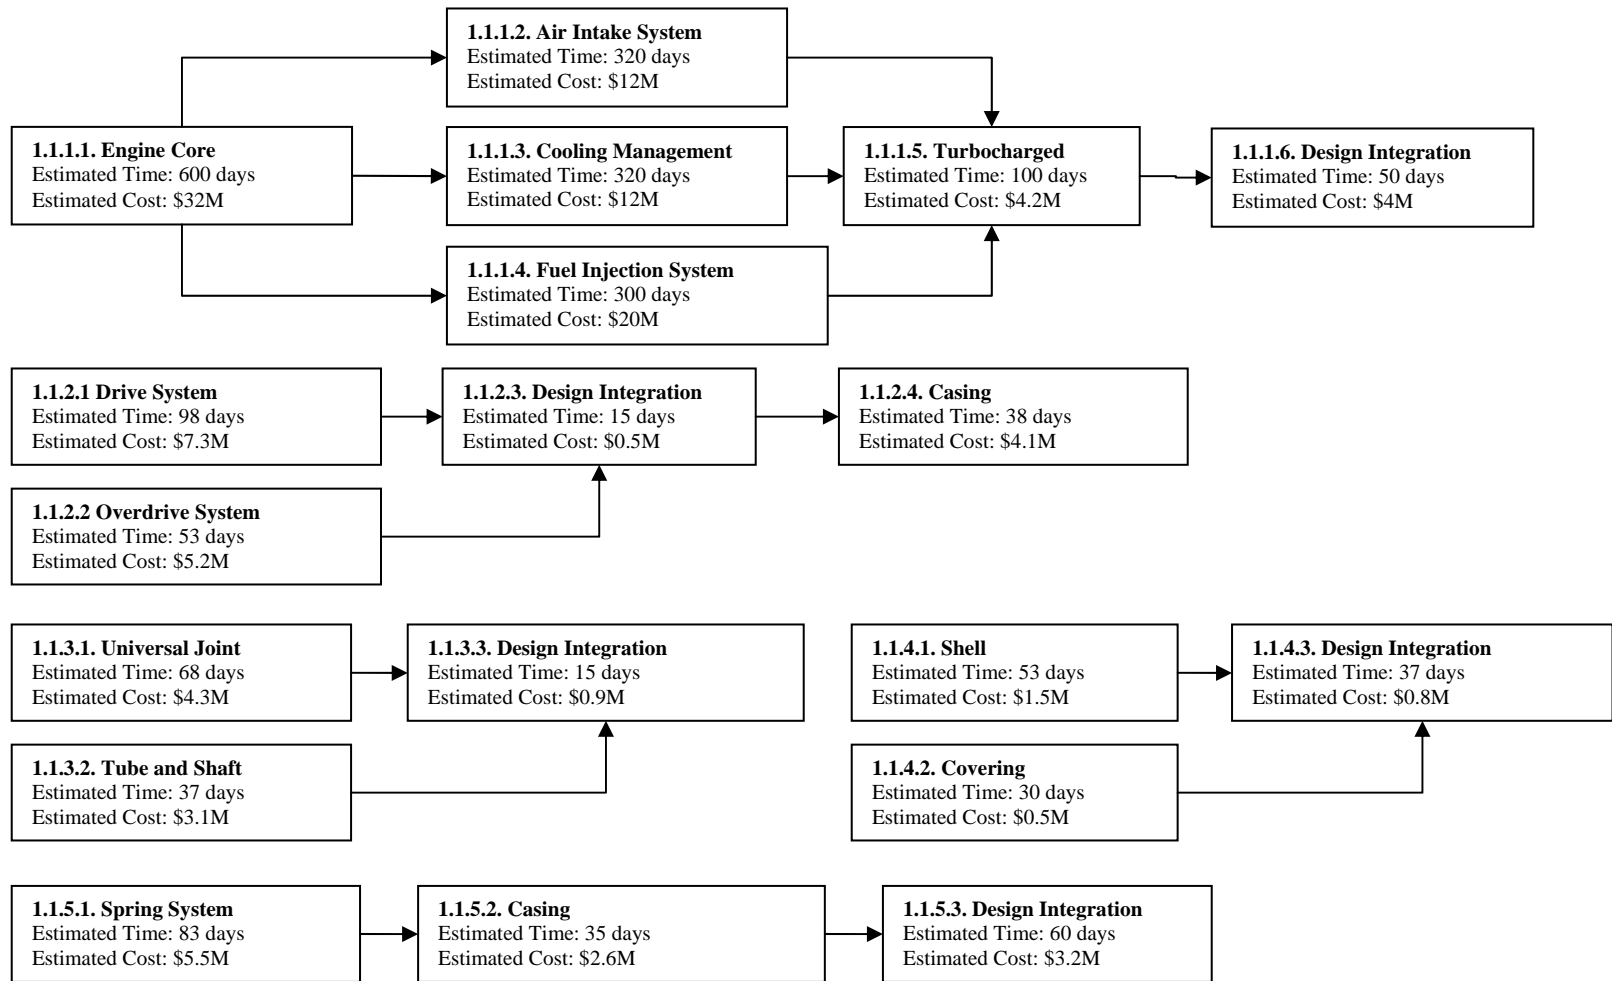 1.1.1.2. Air Intake System
Estimated Time: 320 days
Estimated Cost: $12M
1.1.1.1. Engine Core
Estimated Time: 600 days
Estimated Cost: $32M
1.1.1.3. Cooling Management
Estimated Time: 320 days
Estimated Cost: $12M
1.1.1.5. Turbocharged
Estimated Time: 100 days
Estimated Cost: $4.2M
1.1.1.6. Design Integration
Estimated Time: 50 days
Estimated Cost: $4M
1.1.1.4. Fuel Injection System
Estimated Time: 300 days
Estimated Cost: $20M
1.1.2.1 Drive System
Estimated Time: 98 days
Estimated Cost: $7.3M
1.1.2.3. Design Integration
Estimated Time: 15 days
Estimated Cost: $0.5M
1.1.2.4. Casing
Estimated Time: 38 days
Estimated Cost: $4.1M
1.1.2.2 Overdrive System
Estimated Time: 53 days
Estimated Cost: $5.2M
1.1.3.1. Universal Joint
Estimated Time: 68 days
Estimated Cost: $4.3M
1.1.3.3. Design Integration
Estimated Time: 15 days
Estimated Cost: $0.9M
1.1.4.1. Shell
Estimated Time: 53 days
Estimated Cost: $1.5M
1.1.4.3. Design Integration
Estimated Time: 37 days
Estimated Cost: $0.8M
1.1.3.2. Tube and Shaft
Estimated Time: 37 days
Estimated Cost: $3.1M
1.1.4.2. Covering
Estimated Time: 30 days
Estimated Cost: $0.5M
1.1.5.1. Spring System
Estimated Time: 83 days
Estimated Cost: $5.5M
1.1.5.2. Casing
Estimated Time: 35 days
Estimated Cost: $2.6M
1.1.5.3. Design Integration
Estimated Time: 60 days
Estimated Cost: $3.2M